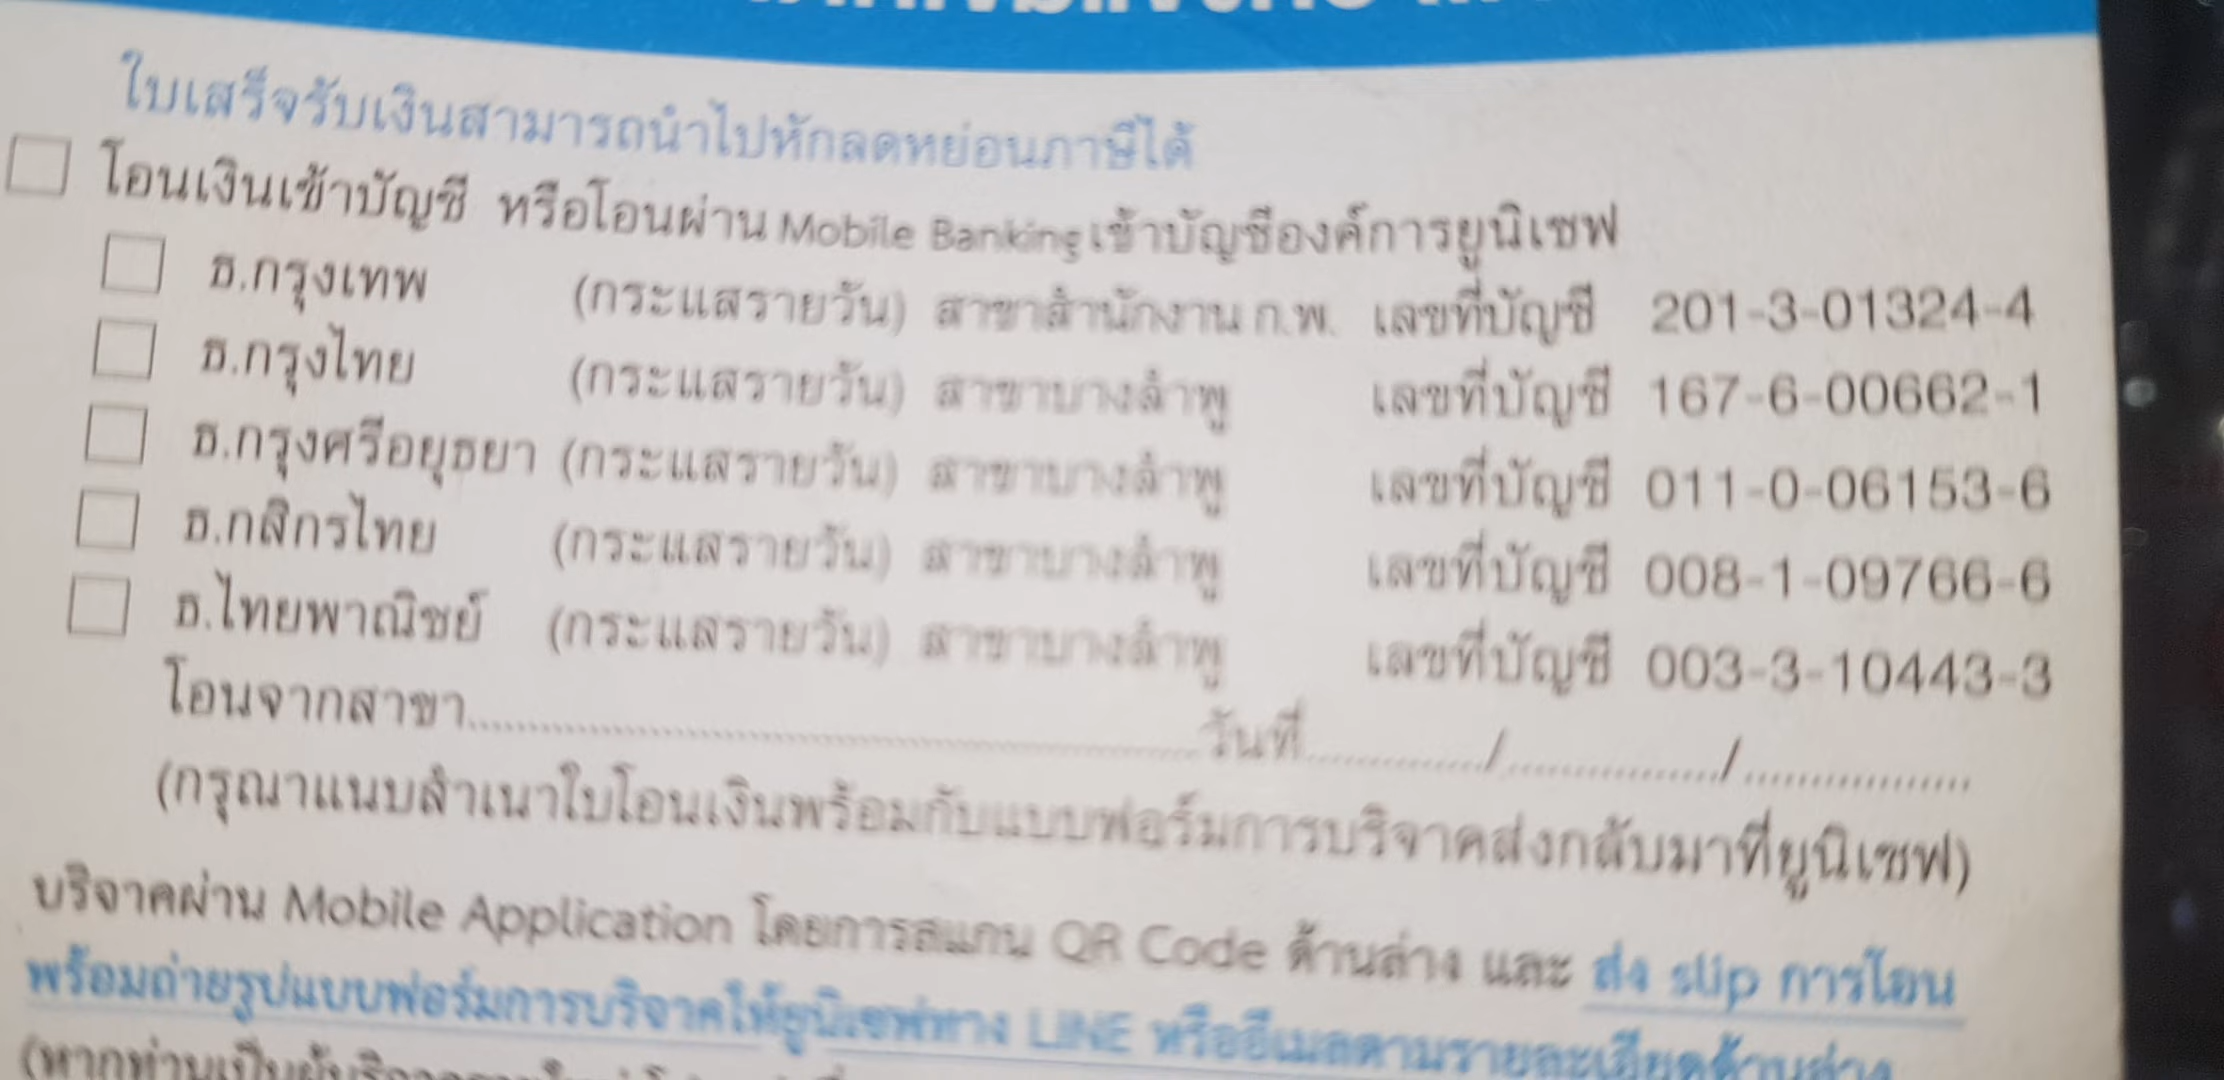 ใบเสร็จรับเงินสามารถนำไปหักลดหย่อนภาษีได้
โอนเงินเข้าบัญชี หรือโอนผ่าน Mobile Banking เข้าบัญชีองค์การยูนิเซฟ
ธ.กรุงเทพ (กระแสรายวัน) สาขาสำนักงาน ก.พ. เลขที่บัญชี 201-3-01324-4
ธ.กรุงไทย (กระแสรายวัน) สาขาบางลำพู เลขที่บัญชี 167-6-00662-1
ธ.กรุงศรีอยุธยา (กระแสรายวัน) สาขาบางลำพู เลขที่บัญชี 011-0-06153-6
ธ.กสิกรไทย (กระแสรายวัน) สาขาบางลำพู เลขที่บัญชี 008-1-09766-6
ธ.ไทยพาณิชย์ (กระแสรายวัน) สาขาบางลำพู เลขที่บัญชี 003-3-10443-3
โอนจากสาขา........................................วันที่............/............/............
(กรุณาแนบสำเนาใบโอนเงินพร้อมกับแบบฟอร์มการบริจาคส่งกลับมาที่ยูนิเซฟ)
บริจาคผ่าน Mobile Application โดยการสแกน QR Code ด้านล่าง และ ส่ง slip การโอน
พร้อมถ่ายรูปแบบฟอร์มการบริจาคให้ยูนิเซฟทาง LINE หรืออีเมลตามรายละเอียดด้านล่าง